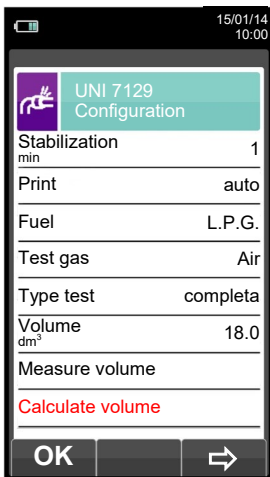 15/01/14
10:00
UNI 7129
Configuration
Stabilization 1
min
Print auto
Fuel L.P.G.
Test gas Air
Type test completa
Volume 18.0
dm³
Measure volume
Calculate volume
OK